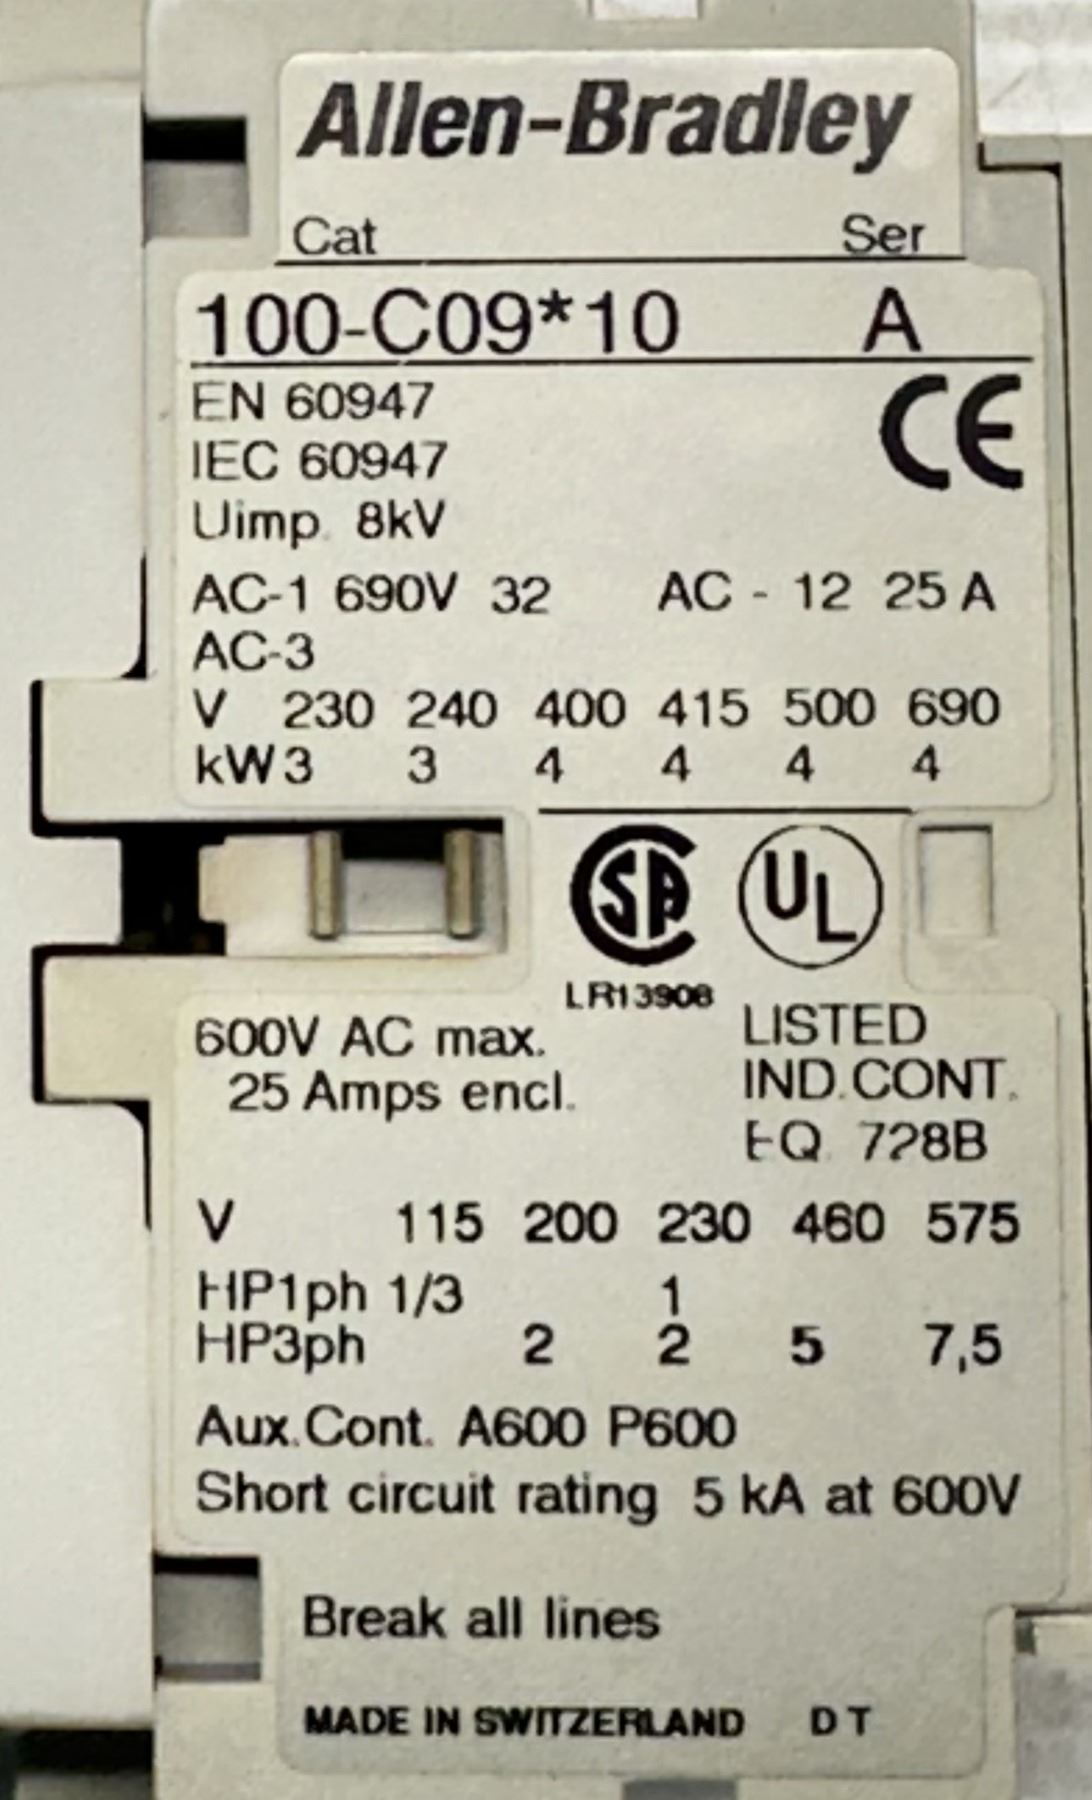 Allen-Bradley
Cat Ser
100-C09*10 A
EN 60947
IEC 60947
CE
Uimp. 8kV
AC-1 690V 32 AC - 12 25 A
AC-3
V 230 240 400 415 500 690
kW 3 3 4 4 4 4
SA UL
LR13908
600V AC max.
25 Amps encl.
LISTED
IND.CONT.
EQ. 728B
V 115 200 230 460 575
HP1ph 1/3 1
HP3ph 2 2 5 7,5
Aux.Cont. A600 P600
Short circuit rating 5 kA at 600V
Break all lines
MADE IN SWITZERLAND D T